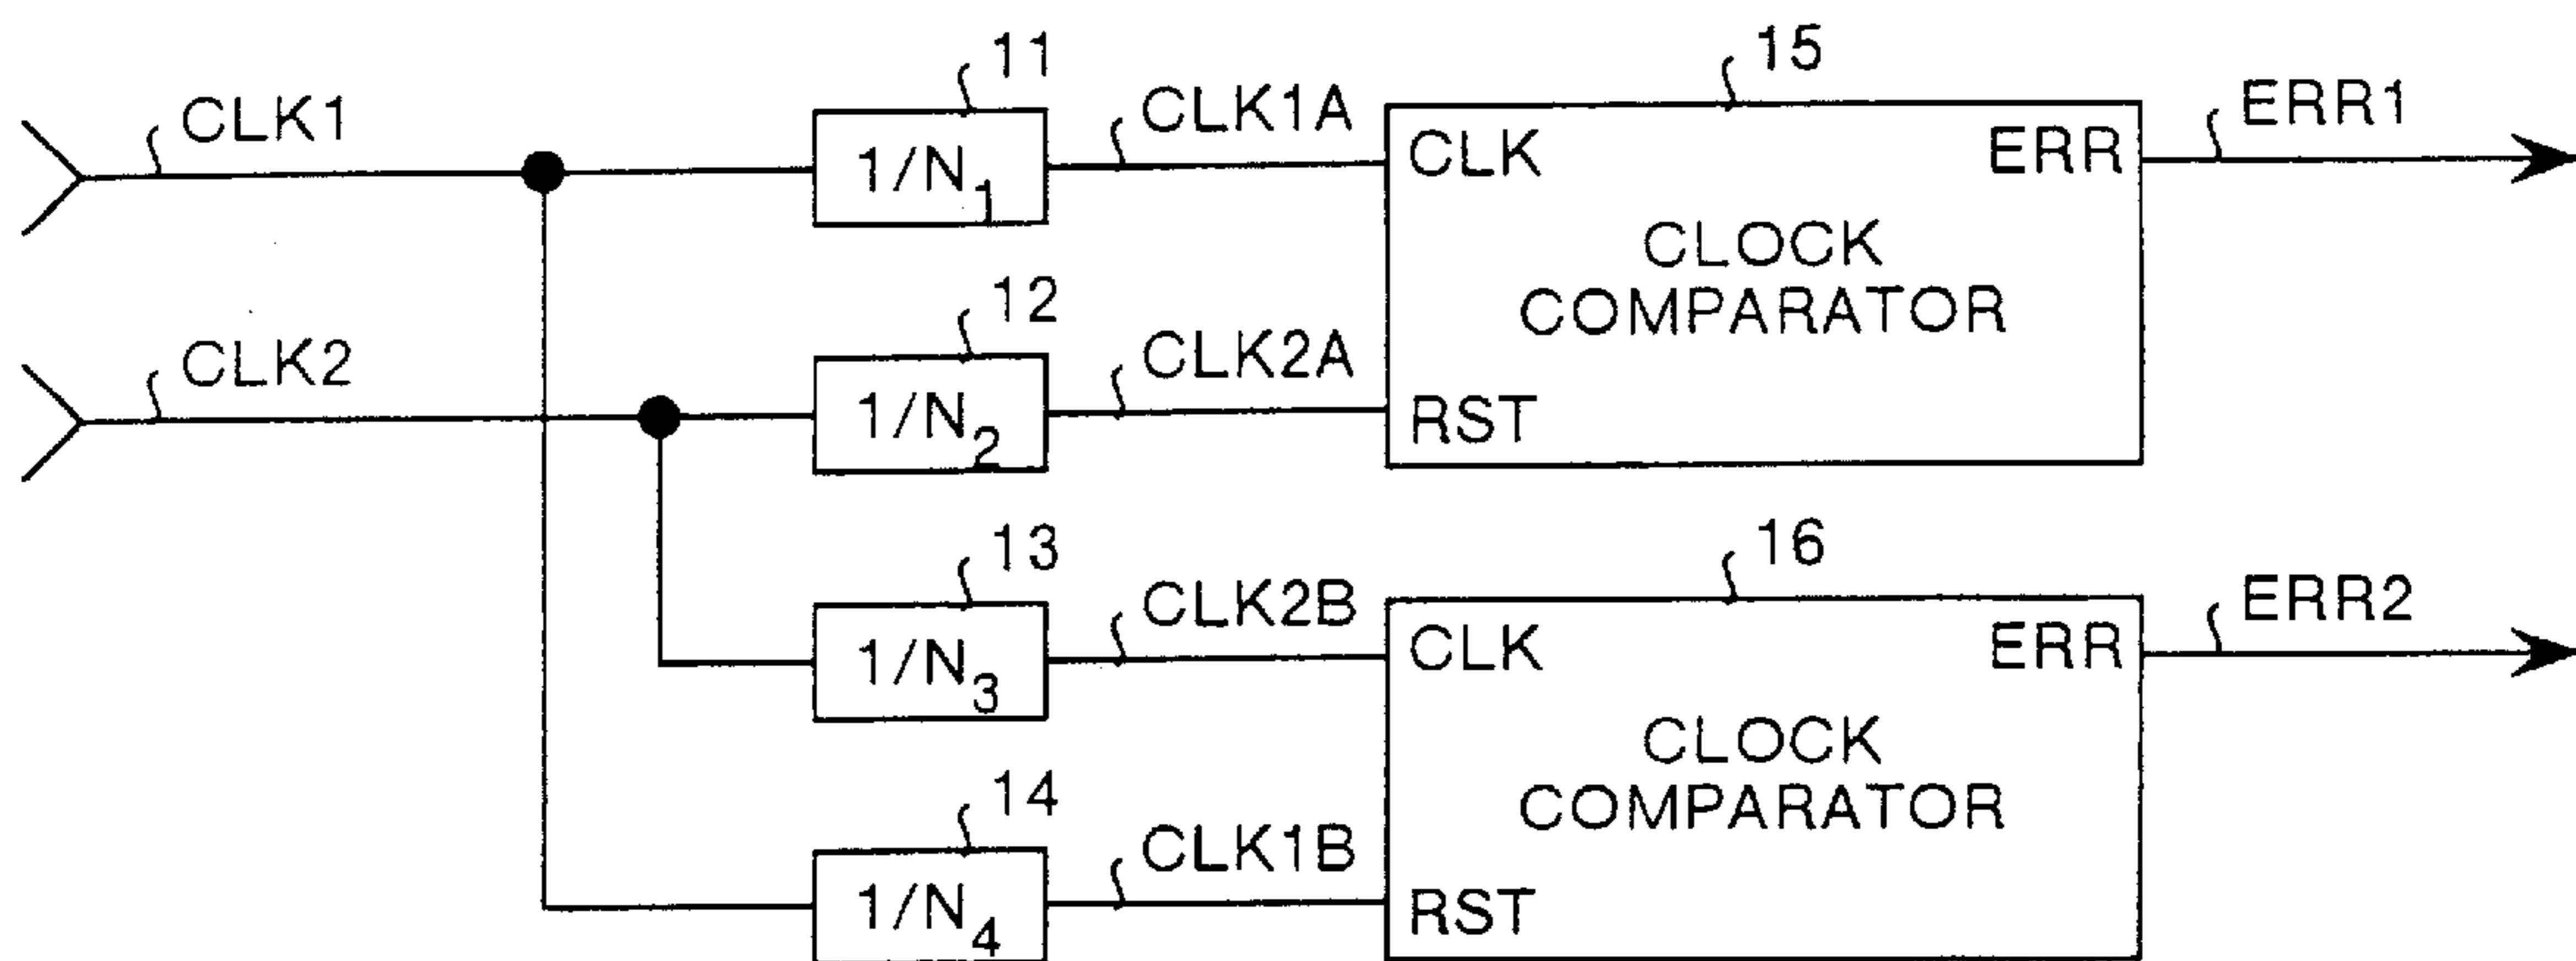 11
15
CLK1
CLK1A
ERR1
1/N1
CLK
ERR
CLOCK
COMPARATOR
12
CLK2
CLK2A
1/N2
RST
13
16
CLK2B
ERR2
1/N3
CLK
ERR
CLOCK
COMPARATOR
14
CLK1B
1/N4
RST